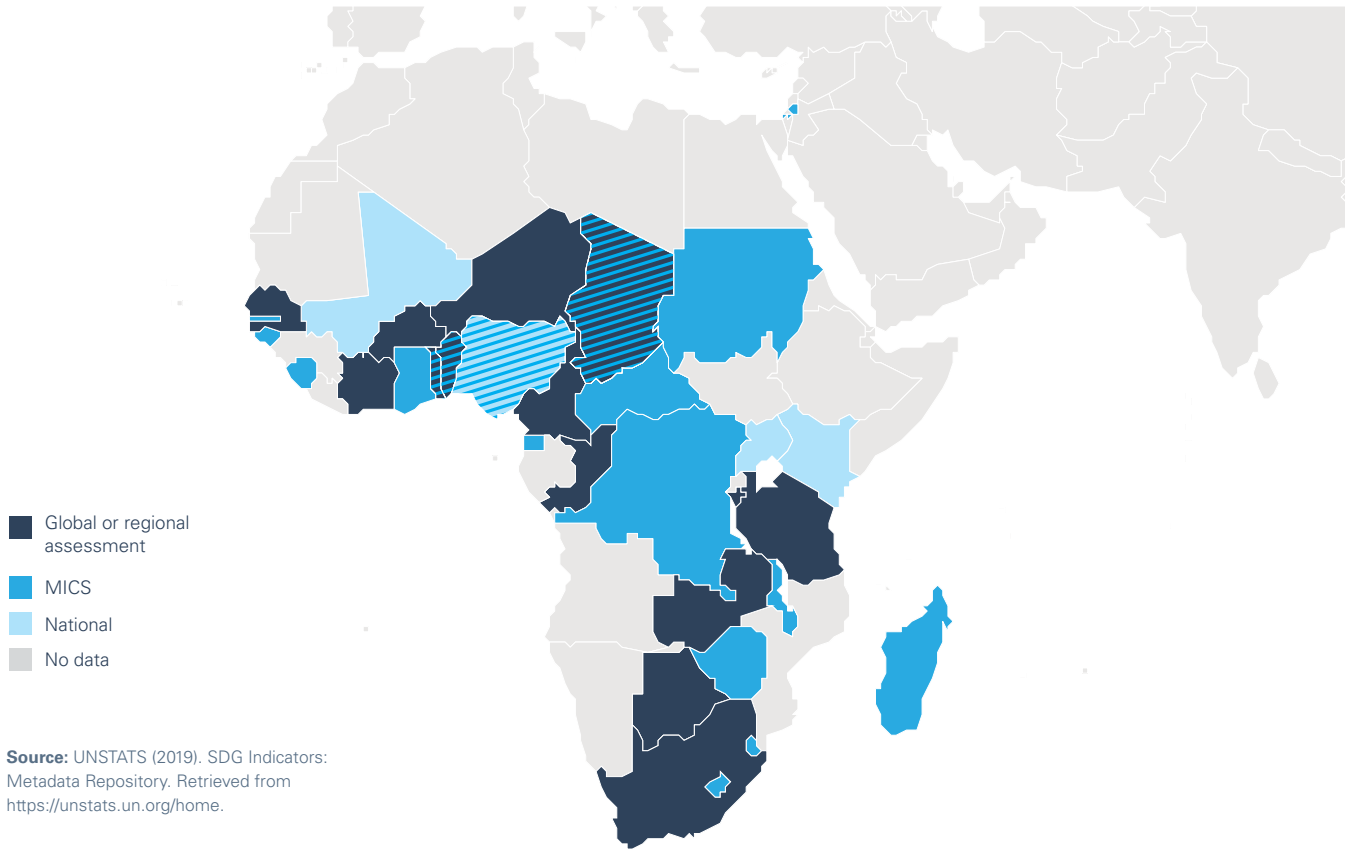 Global or regional
assessment
MICS
National
No data
Source: UNSTATS (2019). SDG Indicators:
Metadata Repository. Retrieved from
https://unstats.un.org/home.